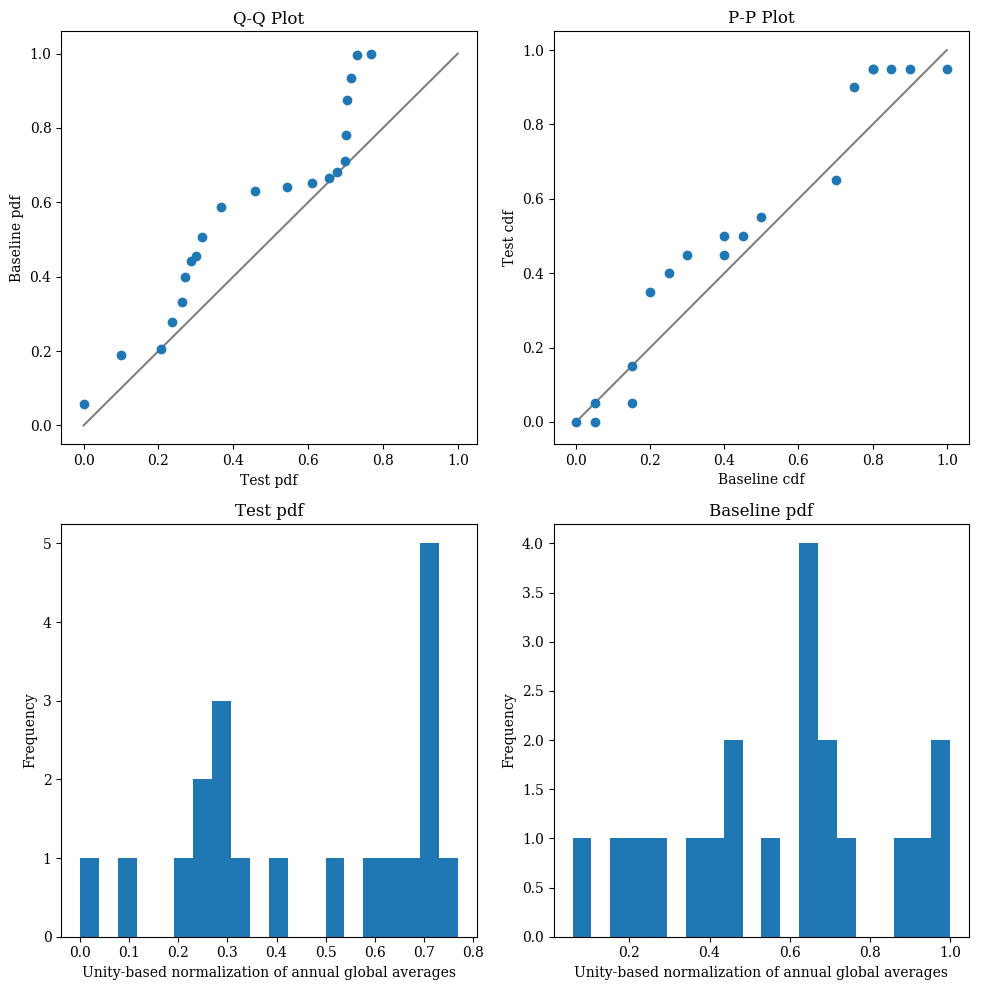 Q-Q Plot
1.0
0.8
0.6
0.4
0.2
0.0
Baseline pdf
0.0 0.2 0.4 0.6 0.8 1.0
Test pdf
P-P Plot
1.0
0.8
0.6
0.4
0.2
0.0
Test cdf
0.0 0.2 0.4 0.6 0.8 1.0
Baseline cdf
Test pdf
5
4
3
2
1
0
Frequency
0.0 0.1 0.2 0.3 0.4 0.5 0.6 0.7 0.8
Unity-based normalization of annual global averages
Baseline pdf
4.0
3.5
3.0
2.5
2.0
1.5
1.0
0.5
0.0
Frequency
0.2 0.4 0.6 0.8 1.0
Unity-based normalization of annual global averages